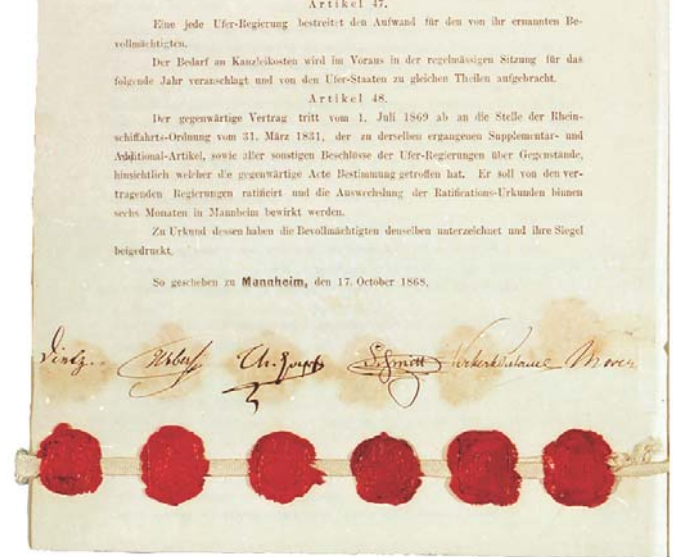 Artikel 47.
Eine jede Ufer-Regierung bestreitet den Aufwand für den von ihr ernannten Be-
vollmächtigten.
Der Bedarf an Kanzleikosten wird im Voraus in der regelmässigen Sitzung für das
folgende Jahr veranschlagt und von den Ufer-Staaten zu gleichen Theilen aufgebracht.
Artikel 48.
Der gegenwärtige Vertrag tritt vom 1. Juli 1869 ab an die Stelle der Rhein-
schiffahrts-Ordnung vom 31. März 1831, der zu derselben ergangenen Supplementar- und
Additional-Artikel, sowie aller sonstigen Beschlüsse der Ufer-Regierungen über Gegenstände,
hinsichtlich welcher die gegenwärtige Acte Bestimmung getroffen hat. Er soll von den ver-
tragenden Regierungen ratificirt und die Auswechslung der Ratifications-Urkunden binnen
sechs Monaten in Mannheim bewirkt werden.
Zu Urkund dessen haben die Bevollmächtigten denselben unterzeichnet und ihre Siegel
beigedruckt.
So geschehen zu Mannheim, den 17. October 1868.
Dietz Schmitt